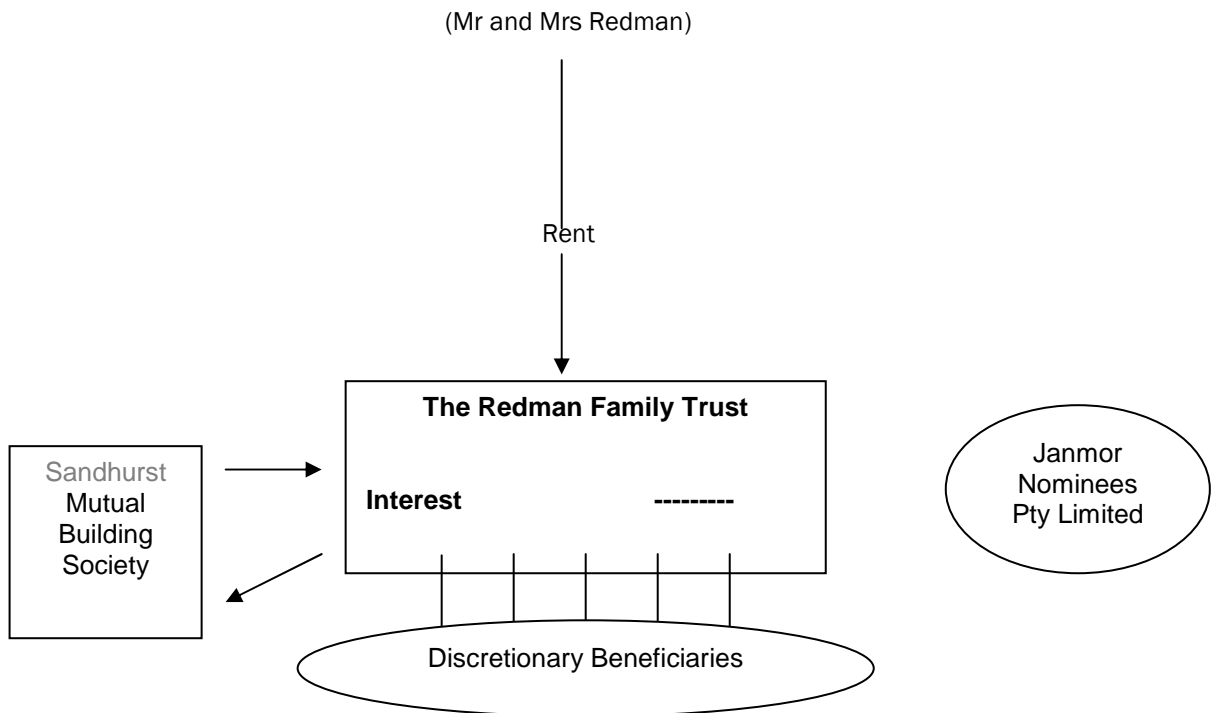 (Mr and Mrs Redman)
Rent
The Redman Family Trust
Sandhurst
Mutual
Building
Society
Interest ---------
Janmor
Nominees
Pty Limited
Discretionary Beneficiaries